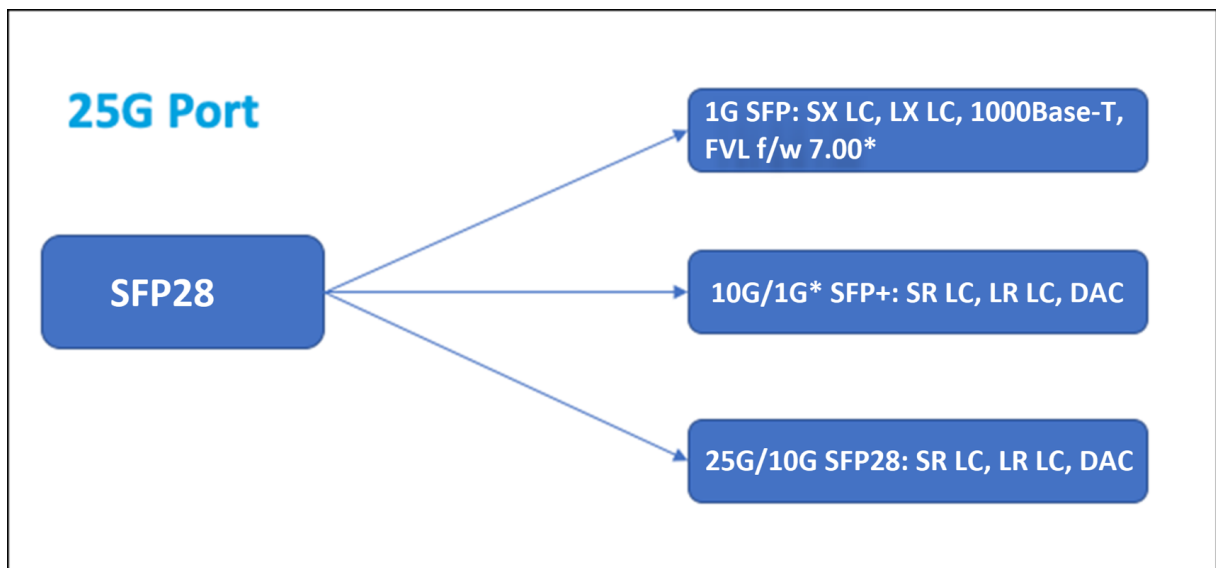 25G Port
1G SFP: SX LC, LX LC, 1000Base-T,
FVL f/w 7.00*
SFP28
10G/1G* SFP+: SR LC, LR LC, DAC
25G/10G SFP28: SR LC, LR LC, DAC